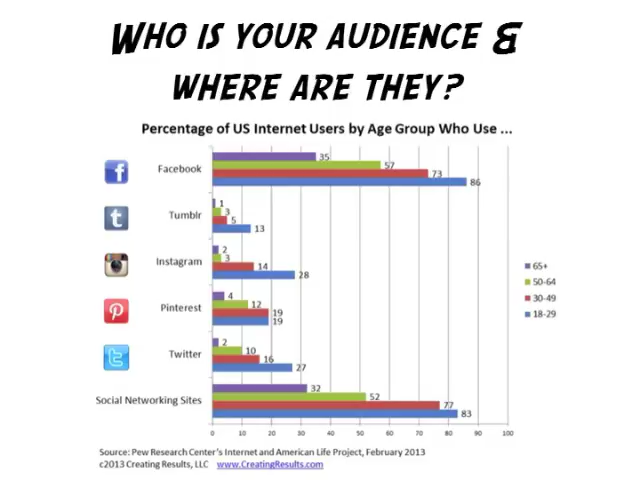 WHO IS YOUR AUDIENCE &
WHERE ARE THEY?
Percentage of US Internet Users by Age Group Who Use ...
Facebook
35
57
73
86
Tumblr
1
3
5
13
Instagram
2
3
14
28
Pinterest
4
12
19
19
Twitter
2
10
16
27
Social Networking Sites
32
52
77
83
0 10 20 30 40 50 60 70 80 90 100
65+
50-64
30-49
18-29
Source: Pew Research Center's Internet and American Life Project, February 2013
c2013 Creating Results, LLC www.CreatingResults.com